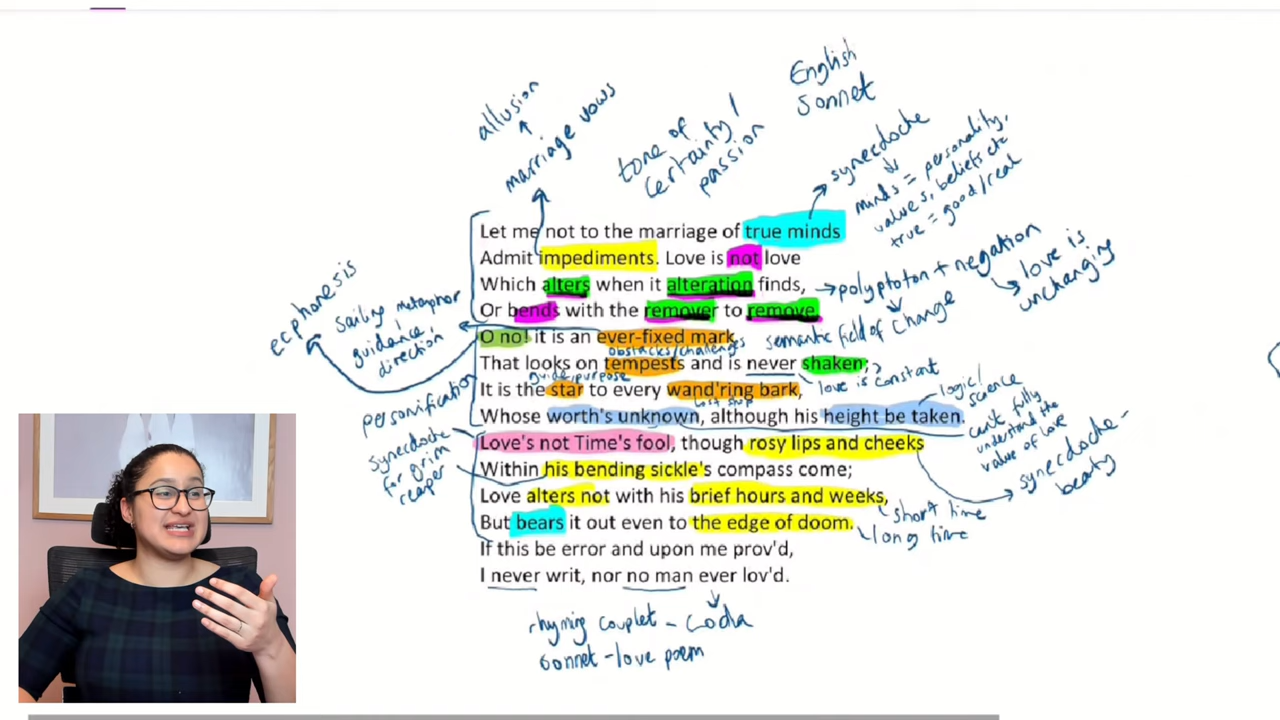 English
Sonnet
allusion
marriage vows
tone of
certainty /
passion
synecdoche
minds = personality,
values, beliefs etc
true = good/real
Let me not to the marriage of true minds
Admit impediments. Love is not love
Which alters when it alteration finds,
Or bends with the remover to remove.
polyptoton + negation
love is
unchanging
semantic field of change
ecphonesis
sailing metaphor
guidance,
direction,
O no! it is an ever-fixed mark
obstacles/challenges
That looks on tempests and is never shaken;
guide/purpose
love is constant
It is the star to every wand'ring bark,
lost ship
Whose worth's unknown, although his height be taken.
logic/
science
can't fully
understand the
value of love
personification
synecdoche
for grim
reaper
Love's not Time's fool, though rosy lips and cheeks
Within his bending sickle's compass come;
synecdoche -
beauty
Love alters not with his brief hours and weeks,
short time
But bears it out even to the edge of doom.
long time
If this be error and upon me prov'd,
I never writ, nor no man ever lov'd.
rhyming couplet - coda
sonnet - love poem